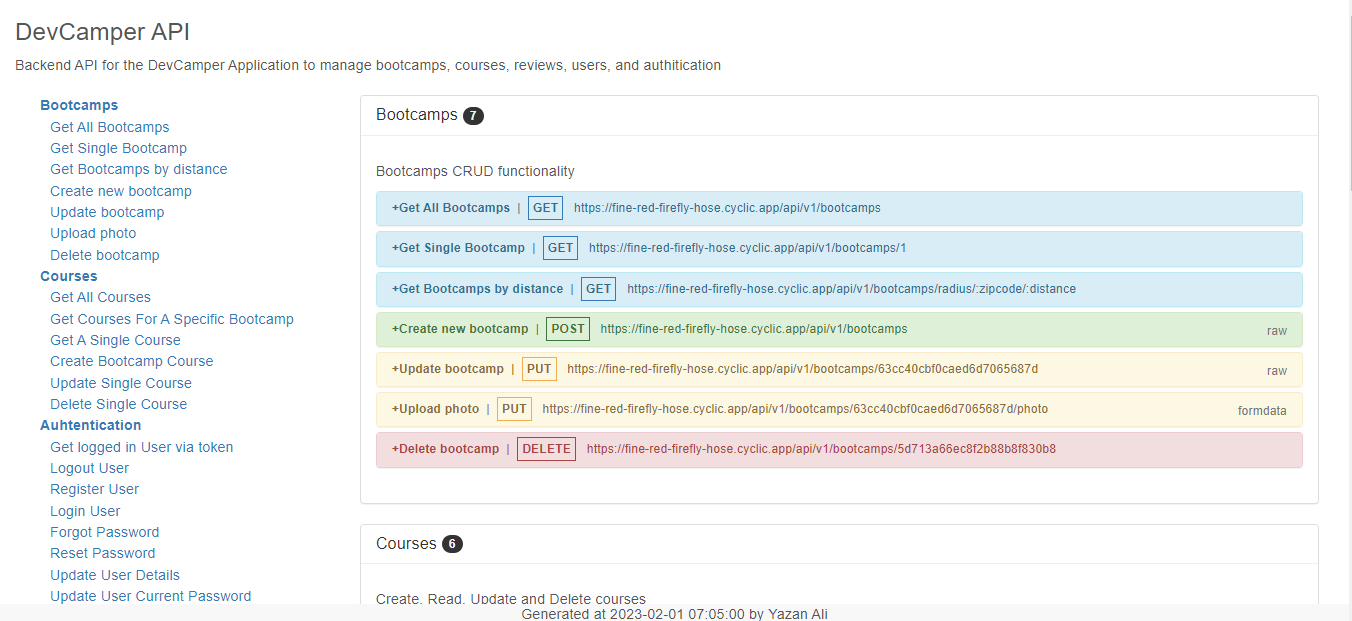 DevCamper API
Backend API for the DevCamper Application to manage bootcamps, courses, reviews, users, and authitication
Bootcamps
Get All Bootcamps
Get Single Bootcamp
Get Bootcamps by distance
Create new bootcamp
Update bootcamp
Upload photo
Delete bootcamp
Courses
Get All Courses
Get Courses For A Specific Bootcamp
Get A Single Course
Create Bootcamp Course
Update Single Course
Delete Single Course
Auhtentication
Get logged in User via token
Logout User
Register User
Login User
Forgot Password
Reset Password
Update User Details
Update User Current Password
Bootcamps 7
Bootcamps CRUD functionality
+Get All Bootcamps | GET https://fine-red-firefly-hose.cyclic.app/api/v1/bootcamps
+Get Single Bootcamp | GET https://fine-red-firefly-hose.cyclic.app/api/v1/bootcamps/1
+Get Bootcamps by distance | GET https://fine-red-firefly-hose.cyclic.app/api/v1/bootcamps/radius/:zipcode/:distance
+Create new bootcamp | POST https://fine-red-firefly-hose.cyclic.app/api/v1/bootcamps raw
+Update bootcamp | PUT https://fine-red-firefly-hose.cyclic.app/api/v1/bootcamps/63cc40cbf0caed6d7065687d raw
+Upload photo | PUT https://fine-red-firefly-hose.cyclic.app/api/v1/bootcamps/63cc40cbf0caed6d7065687d/photo formdata
+Delete bootcamp | DELETE https://fine-red-firefly-hose.cyclic.app/api/v1/bootcamps/5d713a66ec8f2b88b8f830b8
Courses 6
Create, Read, Update and Delete courses
Generated at 2023-02-01 07:05:00 by Yazan Ali